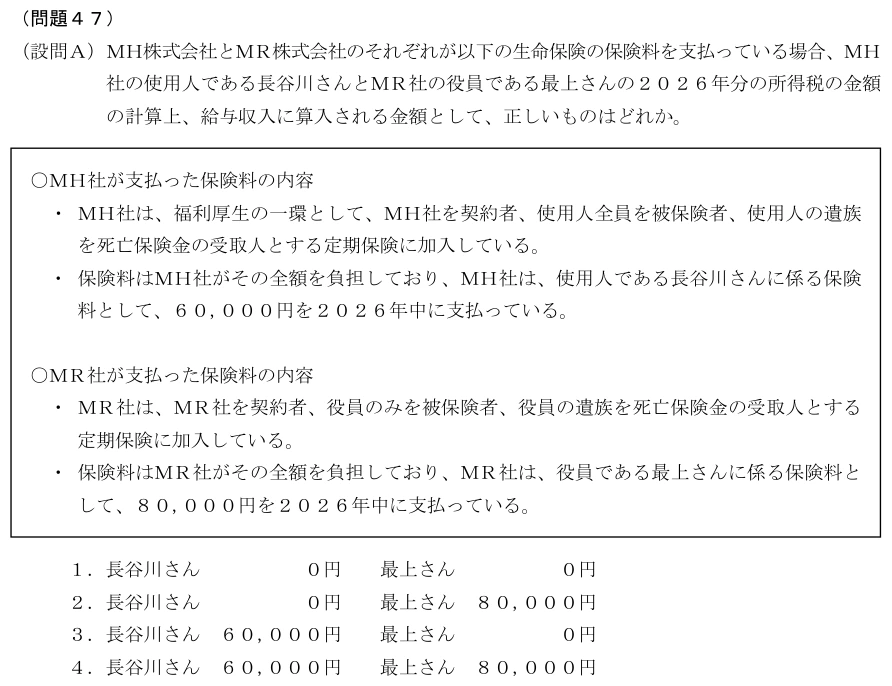 （問題４７）
（設問Ａ）ＭＨ株式会社とＭＲ株式会社のそれぞれが以下の生命保険の保険料を支払っている場合、ＭＨ
社の使用人である長谷川さんとＭＲ社の役員である最上さんの２０２６年分の所得税の金額
の計算上、給与収入に算入される金額として、正しいものはどれか。
○ＭＨ社が支払った保険料の内容
・ ＭＨ社は、福利厚生の一環として、ＭＨ社を契約者、使用人全員を被保険者、使用人の遺族
を死亡保険金の受取人とする定期保険に加入している。
・ 保険料はＭＨ社がその全額を負担しており、ＭＨ社は、使用人である長谷川さんに係る保険
料として、６０,０００円を２０２６年中に支払っている。
○ＭＲ社が支払った保険料の内容
・ ＭＲ社は、ＭＲ社を契約者、役員のみを被保険者、役員の遺族を死亡保険金の受取人とする
定期保険に加入している。
・ 保険料はＭＲ社がその全額を負担しており、ＭＲ社は、役員である最上さんに係る保険料と
して、８０,０００円を２０２６年中に支払っている。
１．長谷川さん ０円 最上さん ０円
２．長谷川さん ０円 最上さん ８０,０００円
３．長谷川さん ６０,０００円 最上さん ０円
４．長谷川さん ６０,０００円 最上さん ８０,０００円